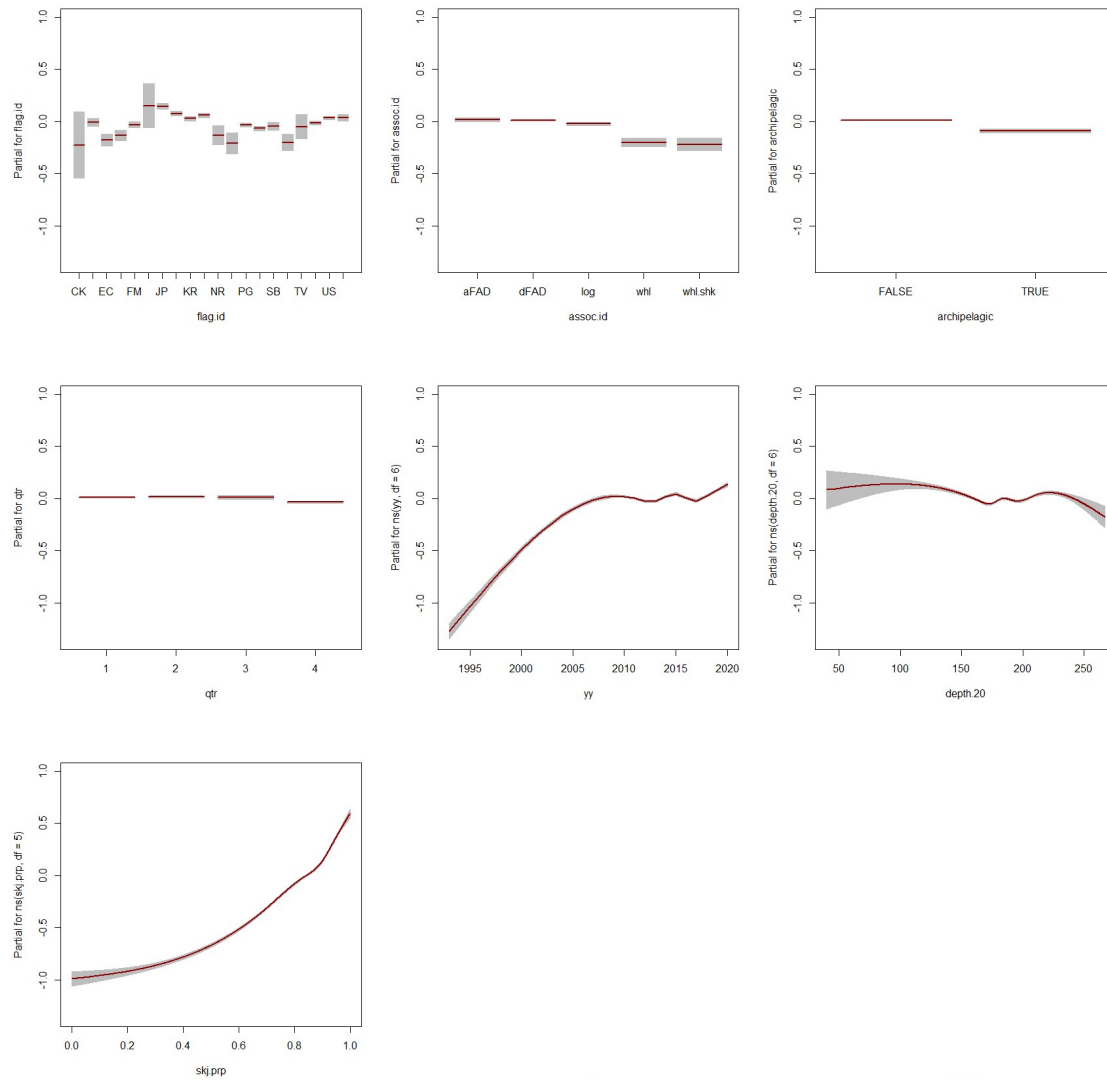 1.0
0.5
0.0
-0.5
-1.0
Partial for flag.id
CK EC FM JP KR NR PG SB TV US
flag.id
1.0
0.5
0.0
-0.5
-1.0
Partial for assoc.id
aFAD dFAD log whl whl.shk
assoc.id
1.0
0.5
0.0
-0.5
-1.0
Partial for archipelagic
FALSE TRUE
archipelagic
1.0
0.5
0.0
-0.5
-1.0
Partial for qtr
1 2 3 4
qtr
1.0
0.5
0.0
-0.5
-1.0
Partial for ns(yy, df = 6)
1995 2000 2005 2010 2015 2020
yy
1.0
0.5
0.0
-0.5
-1.0
Partial for ns(depth.20, df = 6)
50 100 150 200 250
depth.20
1.0
0.5
0.0
-0.5
-1.0
Partial for ns(skj.prp, df = 5)
0.0 0.2 0.4 0.6 0.8 1.0
skj.prp